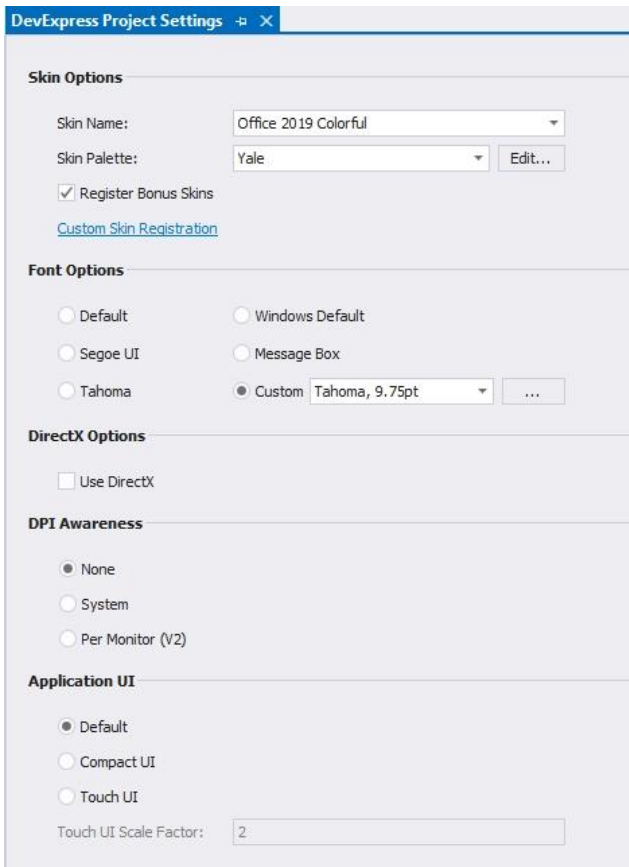 DevExpress Project Settings
Skin Options
Skin Name: Office 2019 Colorful
Skin Palette: Yale Edit...
Register Bonus Skins
Custom Skin Registration
Font Options
Default Windows Default
Segoe UI Message Box
Tahoma Custom Tahoma, 9.75pt ...
DirectX Options
Use DirectX
DPI Awareness
None
System
Per Monitor (V2)
Application UI
Default
Compact UI
Touch UI
Touch UI Scale Factor: 2